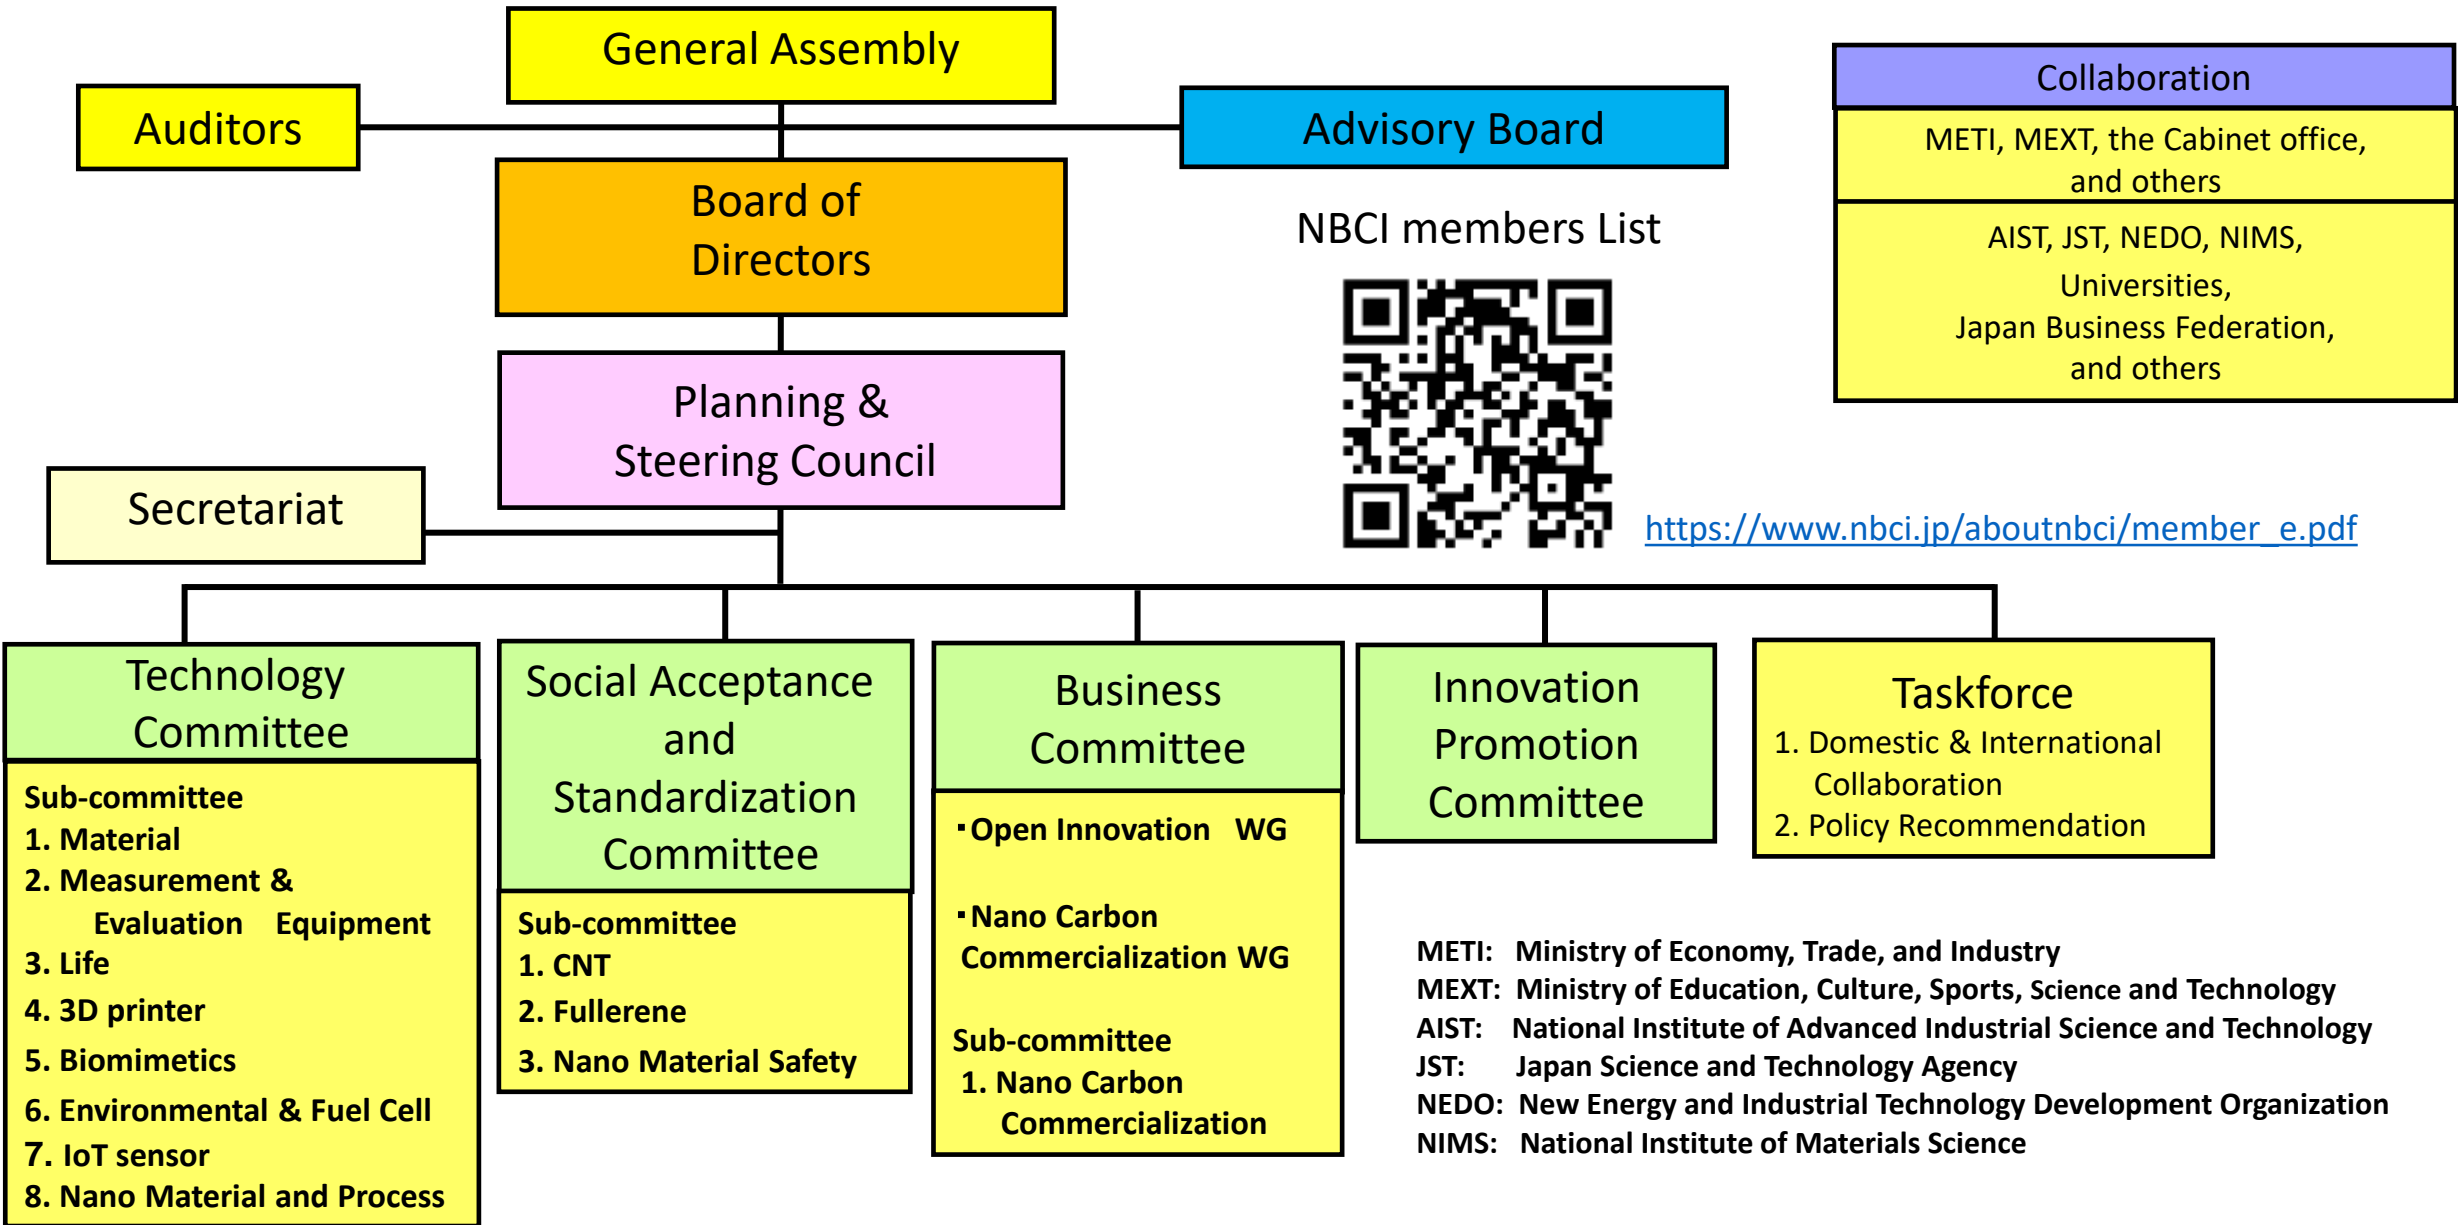 General Assembly
Auditors
Advisory Board
Board of
Directors
Planning &
Steering Council
Secretariat
NBCI members List
https://www.nbci.jp/aboutnbci/member_e.pdf
Collaboration
METI, MEXT, the Cabinet office,
and others
AIST, JST, NEDO, NIMS,
Universities,
Japan Business Federation,
and others
Technology
Committee
Sub-committee
1. Material
2. Measurement &
Evaluation Equipment
3. Life
4. 3D printer
5. Biomimetics
6. Environmental & Fuel Cell
7. IoT sensor
8. Nano Material and Process
Social Acceptance
and
Standardization
Committee
Sub-committee
1. CNT
2. Fullerene
3. Nano Material Safety
Business
Committee
・Open Innovation WG
・Nano Carbon
Commercialization WG
Sub-committee
1. Nano Carbon
Commercialization
Innovation
Promotion
Committee
Taskforce
1. Domestic & International
Collaboration
2. Policy Recommendation
METI: Ministry of Economy, Trade, and Industry
MEXT: Ministry of Education, Culture, Sports, Science and Technology
AIST: National Institute of Advanced Industrial Science and Technology
JST: Japan Science and Technology Agency
NEDO: New Energy and Industrial Technology Development Organization
NIMS: National Institute of Materials Science